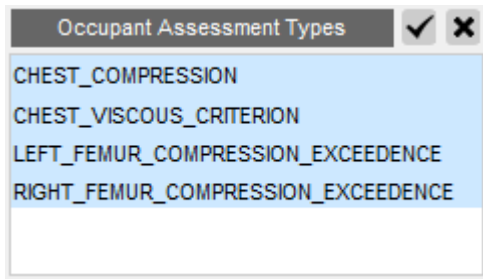 Occupant Assessment Types
CHEST_COMPRESSION
CHEST_VISCOUS_CRITERION
LEFT_FEMUR_COMPRESSION_EXCEEDENCE
RIGHT_FEMUR_COMPRESSION_EXCEEDENCE